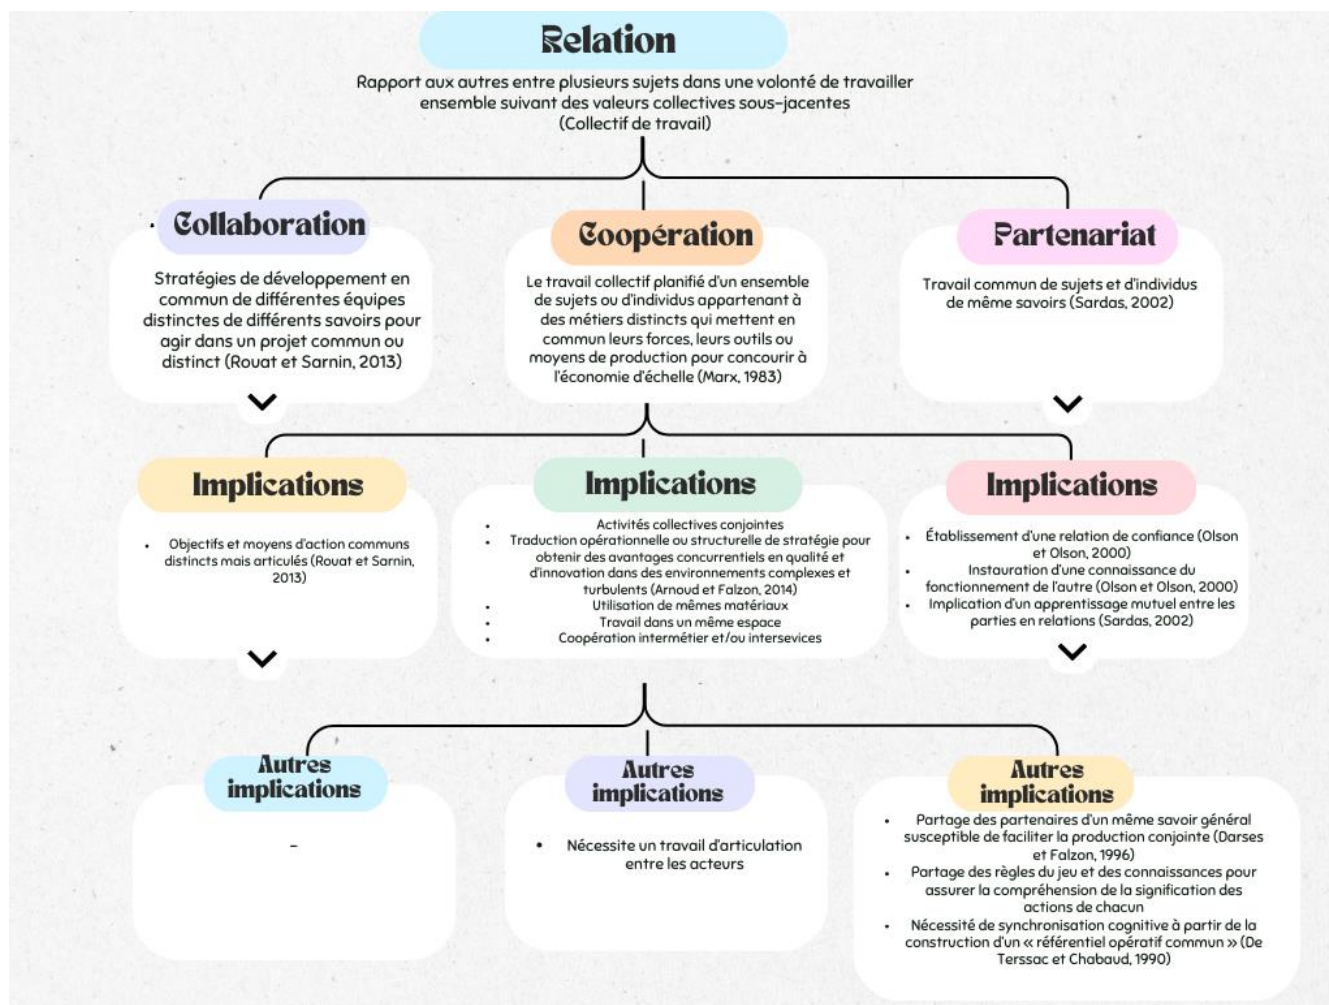 Relation
Rapport aux autres entre plusieurs sujets dans une volonté de travailler
ensemble suivant des valeurs collectives sous-jacentes
(Collectif de travail)
Collaboration
Stratégies de développement en
commun de différentes équipes
distinctes de différents savoirs pour
agir dans un projet commun ou
distinct (Rouat et Sarnin, 2013)
Coopération
Le travail collectif planifié d'un ensemble
de sujets ou d'individus appartenant à
des métiers distincts qui mettent en
commun leurs forces, leurs outils ou
moyens de production pour concourir à
l'économie d'échelle (Marx, 1983)
Partenariat
Travail commun de sujets et d'individus
de même savoirs (Sardas, 2002)
Implications
• Objectifs et moyens d'action communs
distincts mais articulés (Rouat et Sarnin,
2013)
Implications
• Activités collectives conjointes
• Traduction opérationnelle ou structurelle de stratégie pour
obtenir des avantages concurrentiels en qualité et
d'innovation dans des environnements complexes et
turbulents (Arnoud et Falzon, 2014)
• Utilisation de mêmes matériaux
• Travail dans un même espace
• Coopération intermétier et/ou intersevices
Implications
• Établissement d'une relation de confiance (Olson
et Olson, 2000)
• Instauration d'une connaissance du
fonctionnement de l'autre (Olson et Olson, 2000)
• Implication d'un apprentissage mutuel entre les
parties en relations (Sardas, 2002)
Autres
implications
-
Autres
implications
• Nécessite un travail d'articulation
entre les acteurs
Autres
implications
• Partage des partenaires d'un même savoir général
susceptible de faciliter la production conjointe (Darses
et Falzon, 1996)
• Partage des règles du jeu et des connaissances pour
assurer la compréhension de la signification des
actions de chacun
• Nécessité de synchronisation cognitive à partir de la
construction d'un « référentiel opératif commun » (De
Terssac et Chabaud, 1990)